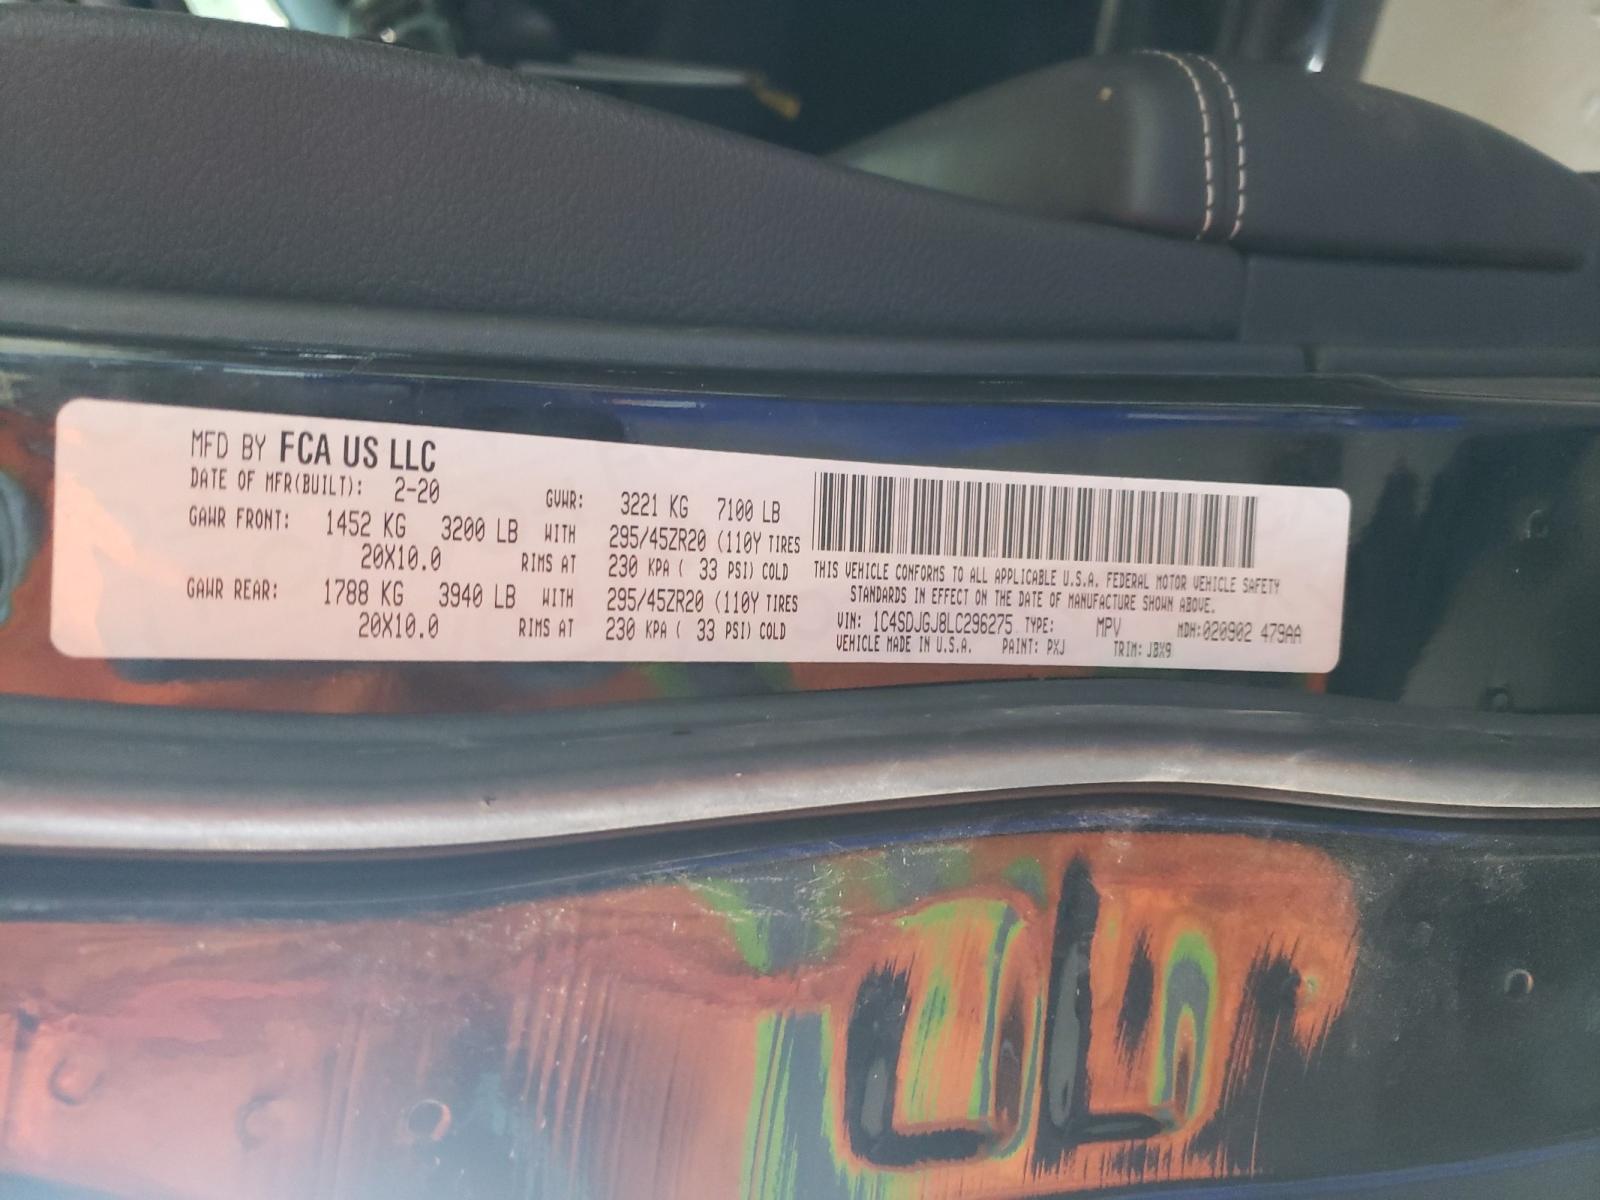 MFD BY FCA US LLC
DATE OF MFR(BUILT): 2-20 GVWR: 3221 KG 7100 LB
GAWR FRONT: 1452 KG 3200 LB WITH 295/45ZR20 (110Y TIRES
20X10.0 RIMS AT 230 KPA ( 33 PSI) COLD
GAWR REAR: 1788 KG 3940 LB WITH 295/45ZR20 (110Y TIRES
20X10.0 RIMS AT 230 KPA ( 33 PSI) COLD
THIS VEHICLE CONFORMS TO ALL APPLICABLE U.S.A. FEDERAL MOTOR VEHICLE SAFETY
STANDARDS IN EFFECT ON THE DATE OF MANUFACTURE SHOWN ABOVE.
VIN: 1C4SDJGJ8LC296275 TYPE: MPV MDH:020902 479AA
VEHICLE MADE IN U.S.A. PAINT: PXJ TRIM: JBX9